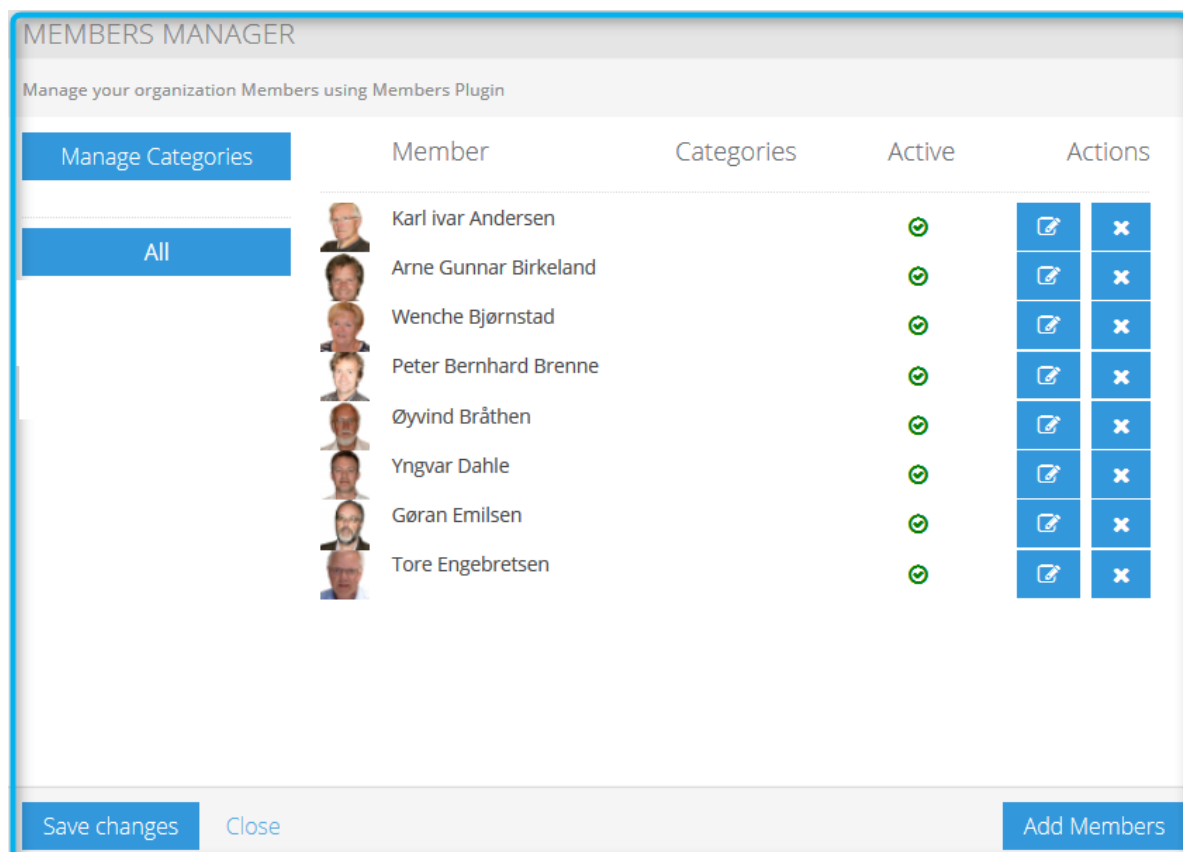 MEMBERS MANAGER
Manage your organization Members using Members Plugin
Manage Categories
All
Member Categories Active Actions
Karl ivar Andersen
Arne Gunnar Birkeland
Wenche Bjørnstad
Peter Bernhard Brenne
Øyvind Bråthen
Yngvar Dahle
Gøran Emilsen
Tore Engebretsen
Save changes Close Add Members